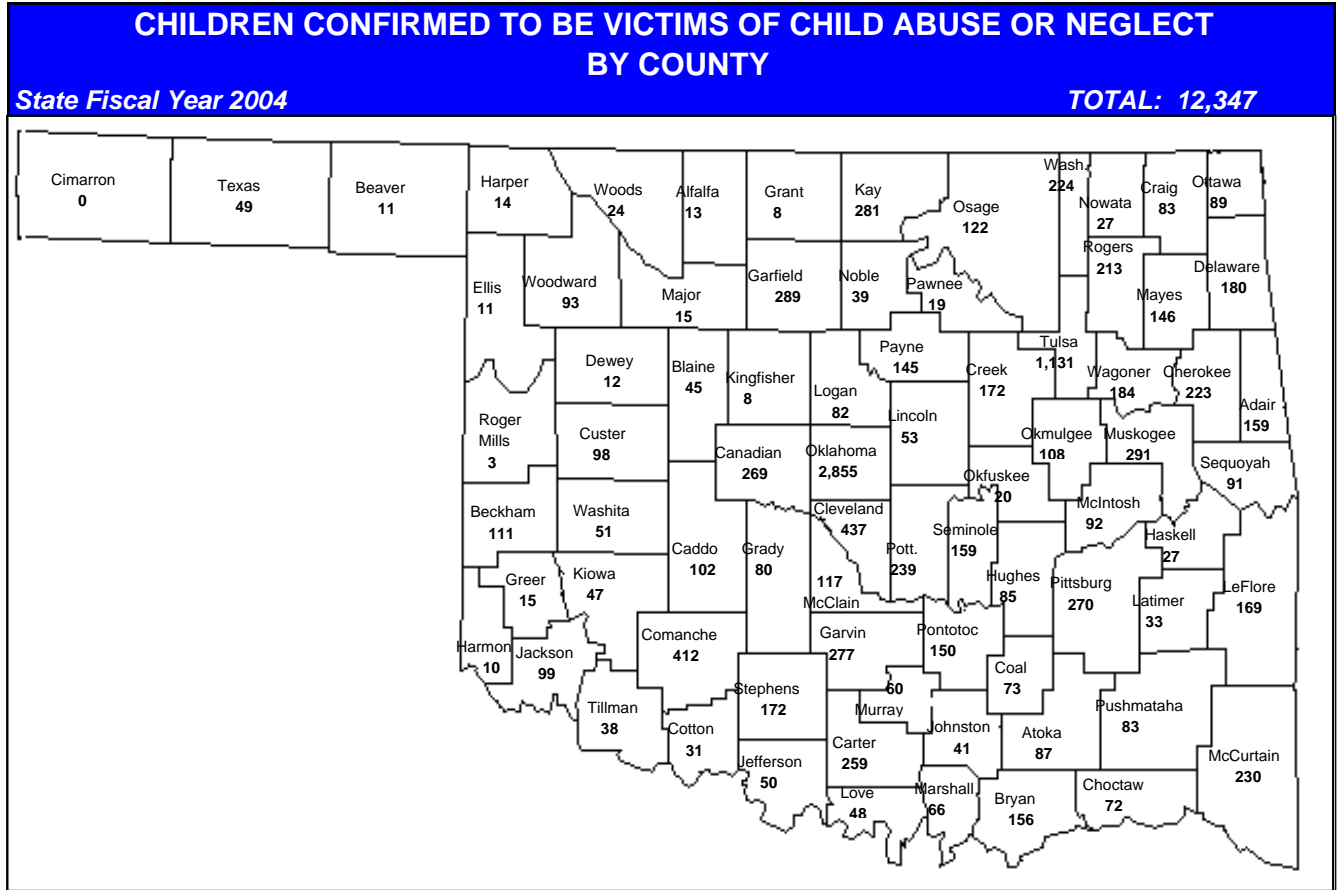 CHILDREN CONFIRMED TO BE VICTIMS OF CHILD ABUSE OR NEGLECT
BY COUNTY
State Fiscal Year 2004 TOTAL: 12,347
Cimarron
0
Texas
49
Beaver
11
Harper
14
Woods
24
Alfalfa
13
Grant
8
Kay
281
Osage
122
Wash.
224
Nowata
27
Craig
83
Ottawa
89
Ellis
11
Woodward
93
Major
15
Garfield
289
Noble
39
Pawnee
19
Rogers
213
Mayes
146
Delaware
180
Dewey
12
Blaine
45
Kingfisher
8
Logan
82
Payne
145
Creek
172
Tulsa
1,131
Wagoner
184
Cherokee
223
Adair
159
Roger
Mills
3
Custer
98
Canadian
269
Oklahoma
2,855
Lincoln
53
Okmulgee
108
Muskogee
291
Sequoyah
91
Beckham
111
Washita
51
Caddo
102
Grady
80
Cleveland
437
117
McClain
Pott.
239
Seminole
159
Okfuskee
20
McIntosh
92
Haskell
27
Hughes
85
Pittsburg
270
Latimer
33
LeFlore
169
Greer
15
Kiowa
47
Harmon
10
Jackson
99
Comanche
412
Garvin
277
Pontotoc
150
Coal
73
Tillman
38
Cotton
31
Stephens
172
60
Murray
Johnston
41
Atoka
87
Pushmataha
83
McCurtain
230
Jefferson
50
Carter
259
Love
48
Marshall
66
Bryan
156
Choctaw
72